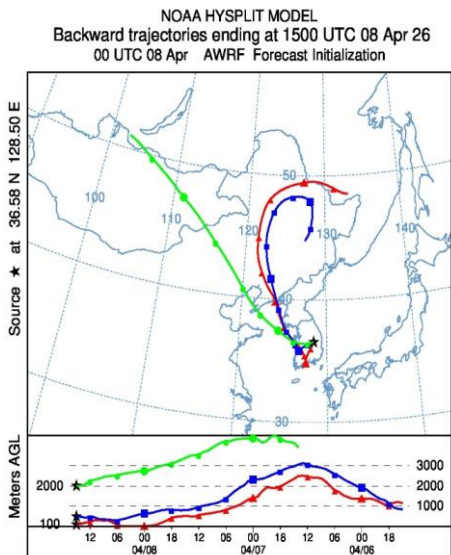 NOAA HYSPLIT MODEL
Backward trajectories ending at 1500 UTC 08 Apr 26
00 UTC 08 Apr AWRF Forecast Initialization
Source ★ at 36.58 N 128.50 E
50
100
110
120
130
140
40
30
Meters AGL
2000
100
3000
2000
1000
12 06 00 18 12 06 00 18 12 06 00 18
04/08 04/07 04/06